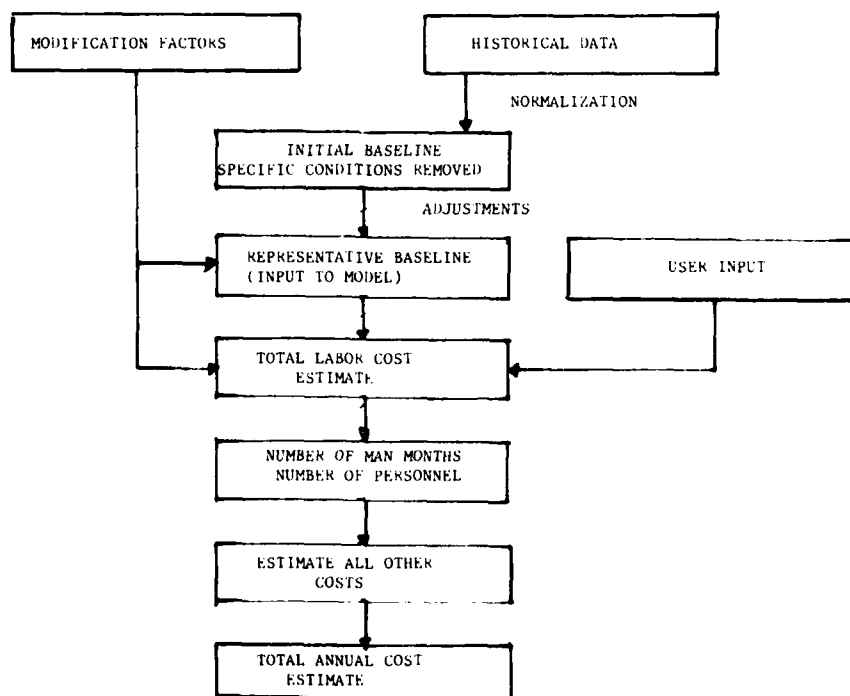 MODIFICATION FACTORS
HISTORICAL DATA
NORMALIZATION
INITIAL BASELINE
SPECIFIC CONDITIONS REMOVED
ADJUSTMENTS
REPRESENTATIVE BASELINE
(INPUT TO MODEL)
USER INPUT
TOTAL LABOR COST
ESTIMATE
NUMBER OF MAN MONTHS
NUMBER OF PERSONNEL
ESTIMATE ALL OTHER
COSTS
TOTAL ANNUAL COST
ESTIMATE